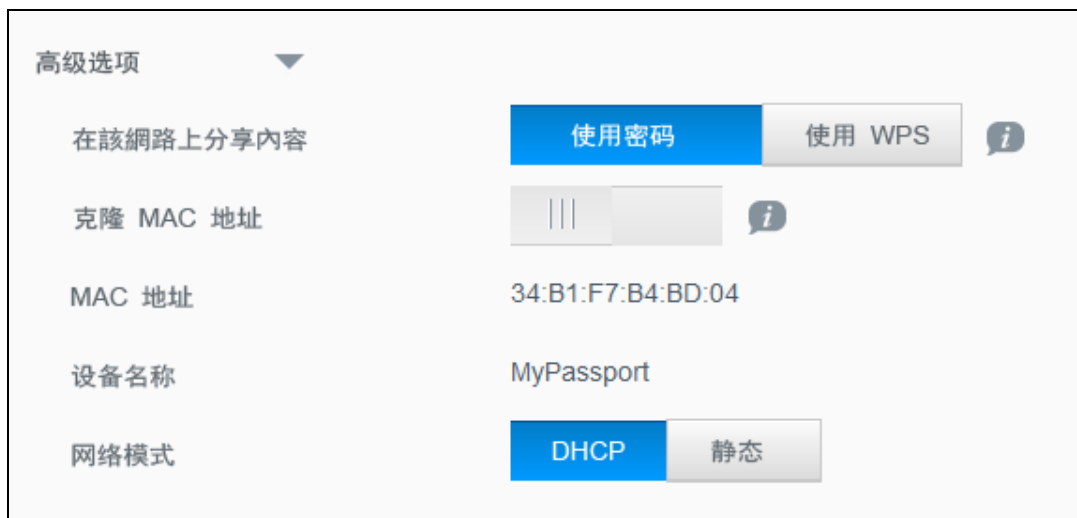 高级选项
在該網路上分享內容 使用密码 使用 WPS
克隆 MAC 地址
MAC 地址 34:B1:F7:B4:BD:04
设备名称 MyPassport
网络模式 DHCP 静态